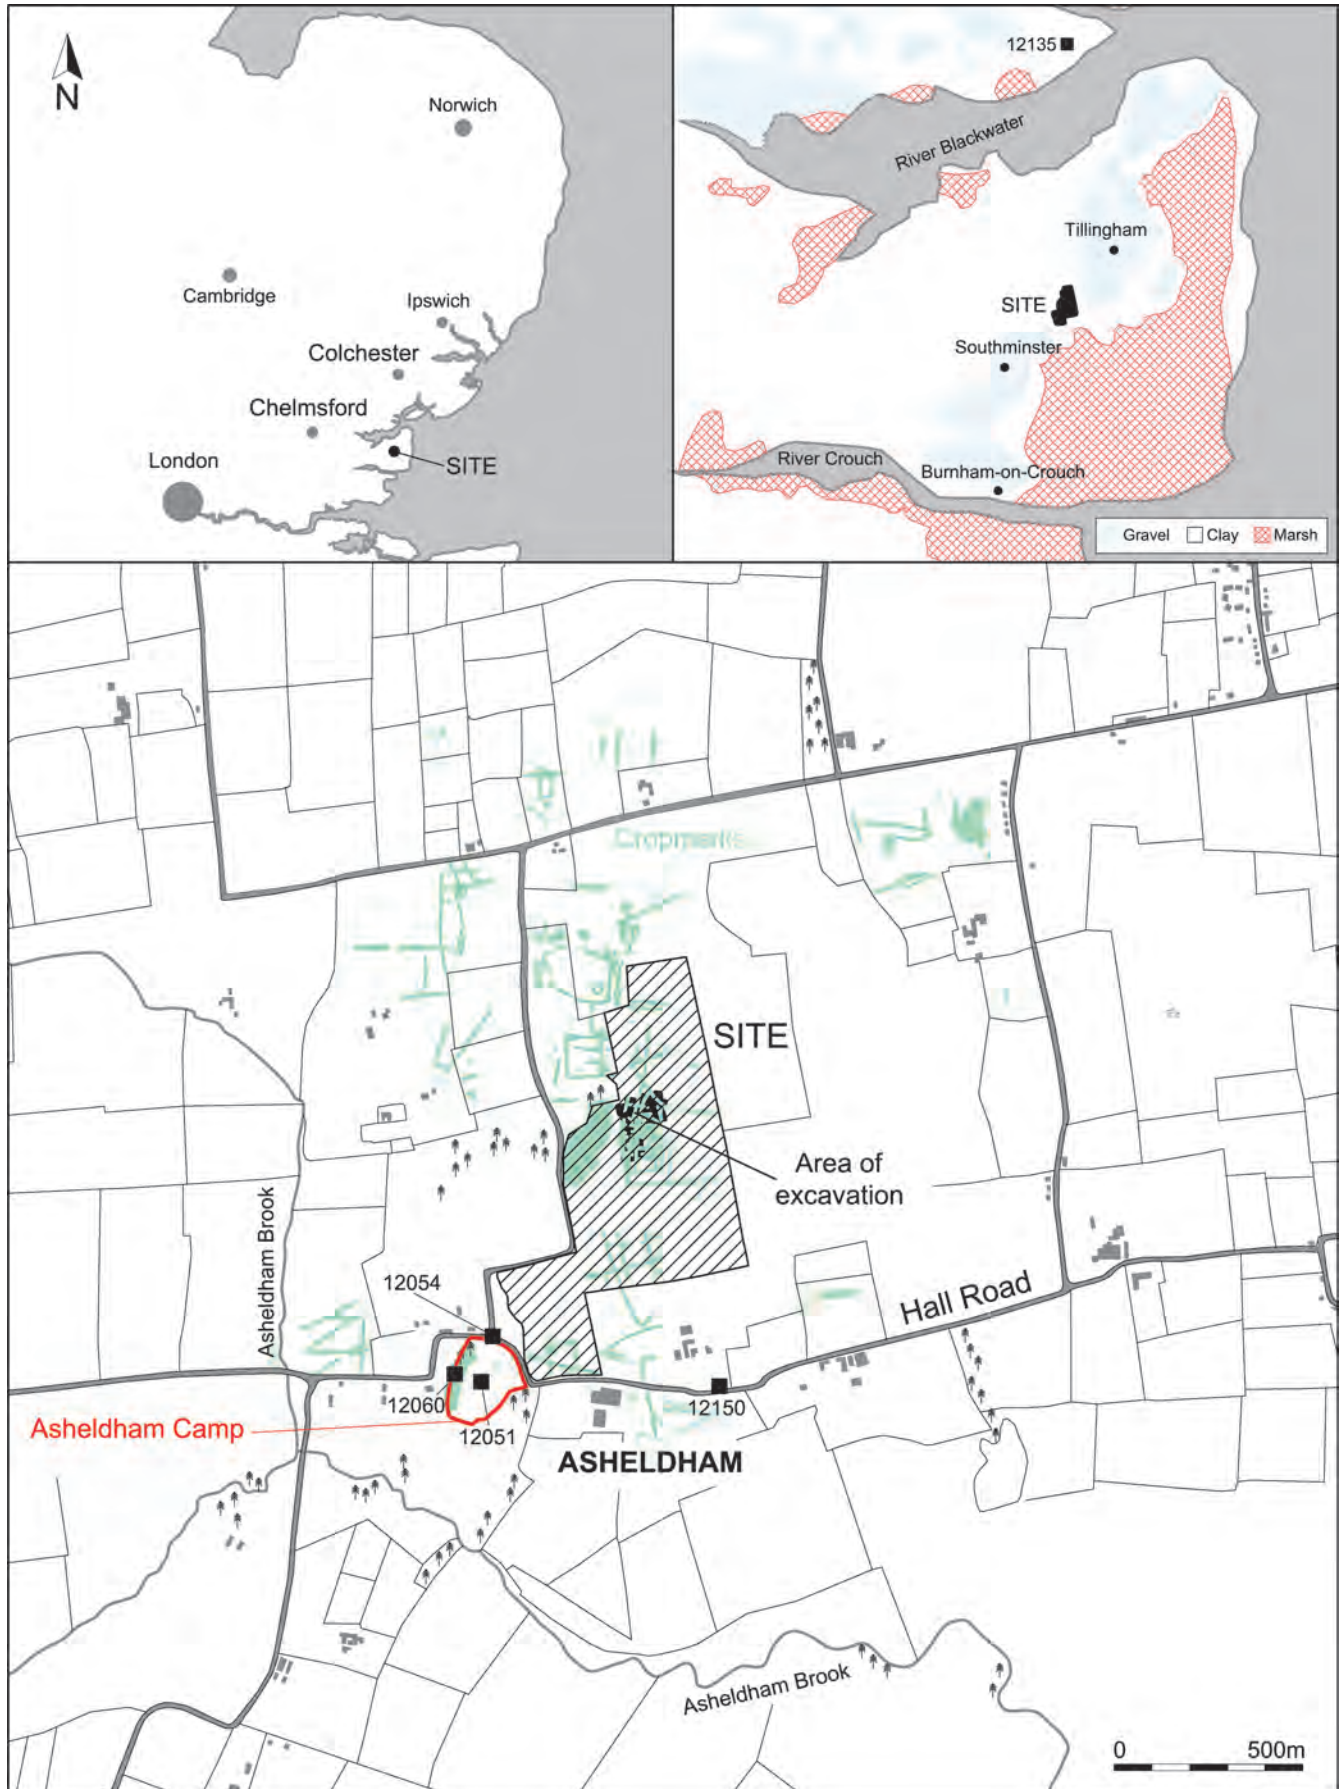 N
Norwich
Cambridge
Ipswich
Colchester
Chelmsford
London
SITE
12135
River Blackwater
Tillingham
SITE
Southminster
River Crouch
Burnham-on-Crouch
Gravel Clay Marsh
Cropmarks
SITE
Area of
excavation
Asheldham Brook
12054
Hall Road
12060
12051
12150
Asheldham Camp
ASHELDHAM
Asheldham Brook
0 500m